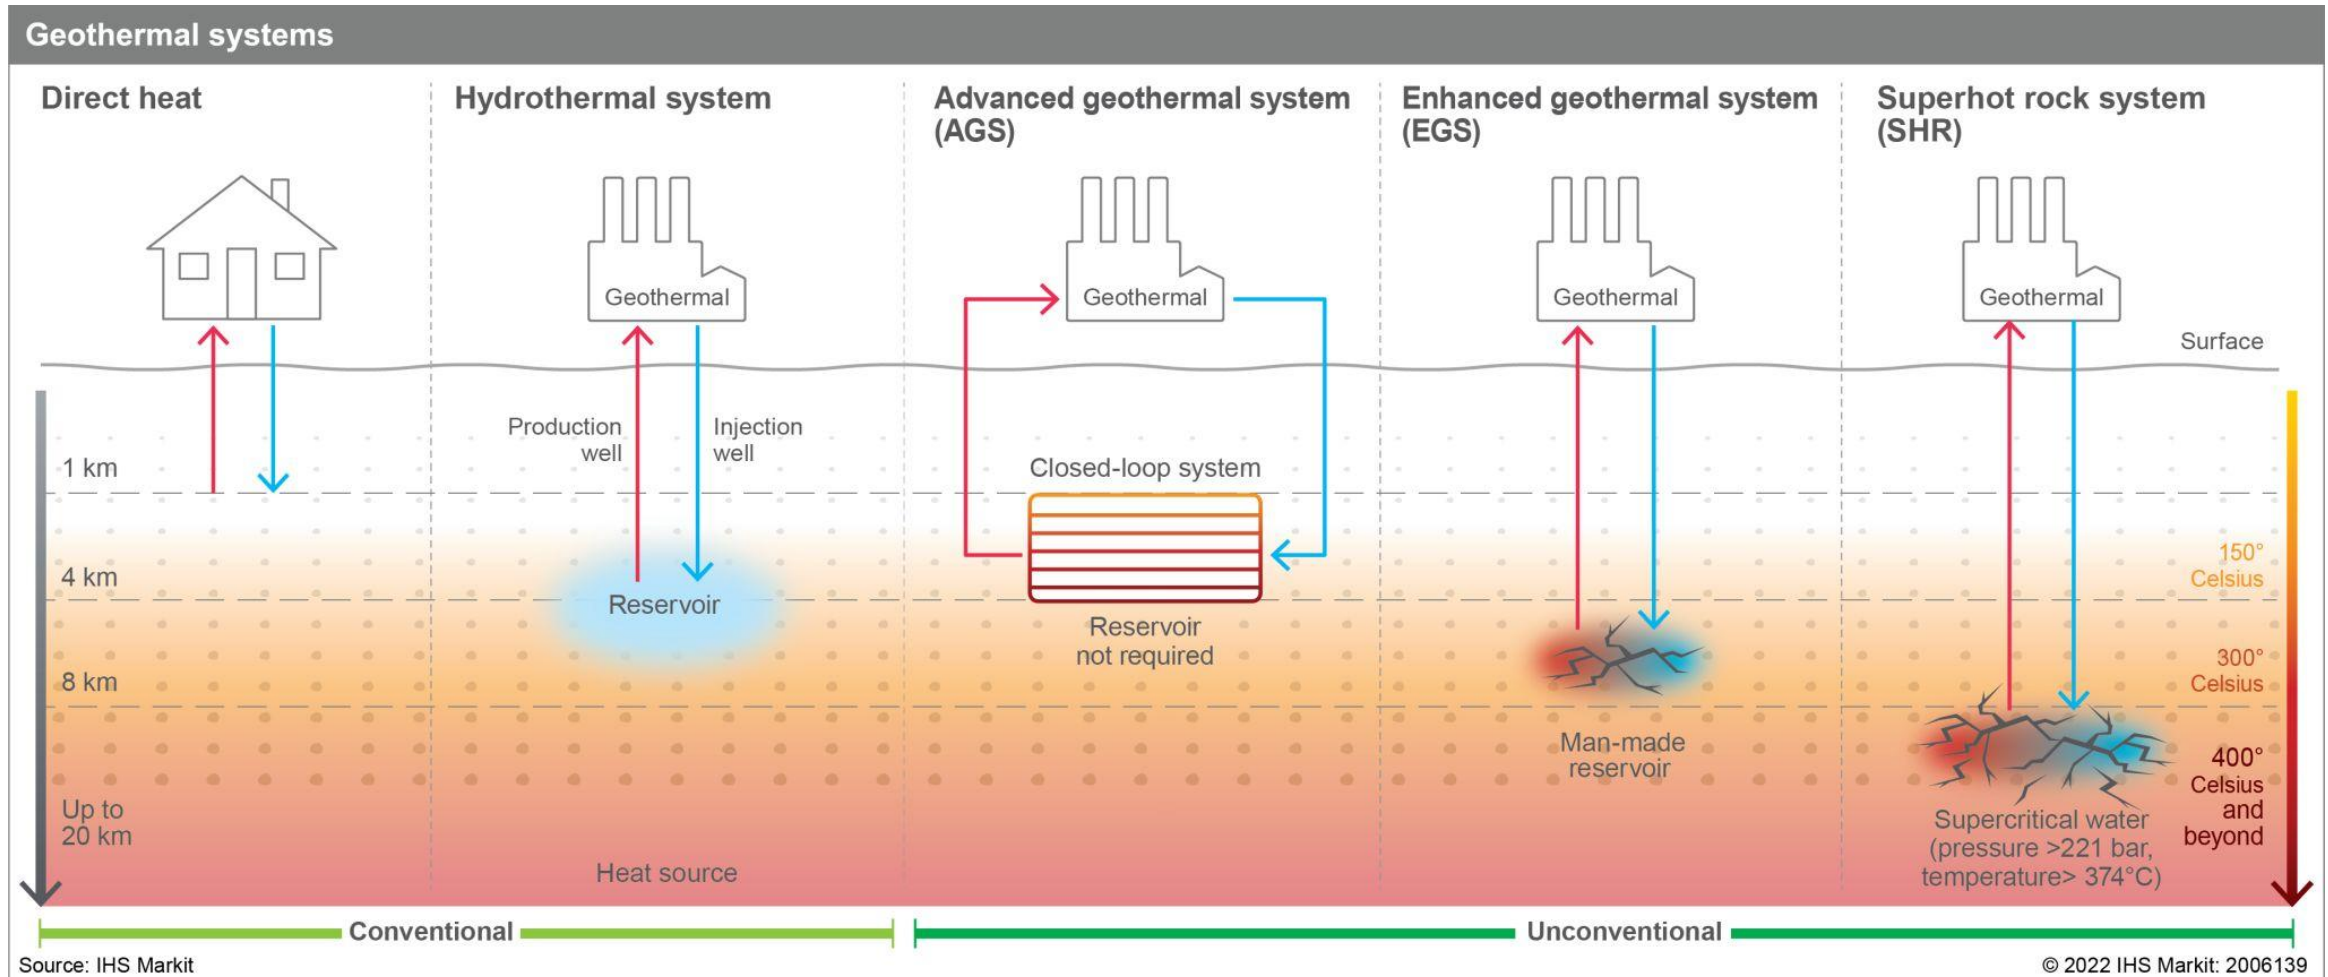 Geothermal systems
Direct heat
Hydrothermal system
Advanced geothermal system
(AGS)
Enhanced geothermal system
(EGS)
Superhot rock system
(SHR)
Geothermal
Geothermal
Geothermal
Geothermal
Surface
Production
well
Injection
well
1 km
Closed-loop system
4 km
Reservoir
150°
Celsius
Reservoir
not required
8 km
300°
Celsius
Man-made
reservoir
400°
Celsius
and
beyond
Up to
20 km
Supercritical water
(pressure >221 bar,
temperature> 374°C)
Heat source
Conventional
Unconventional
Source: IHS Markit
© 2022 IHS Markit: 2006139